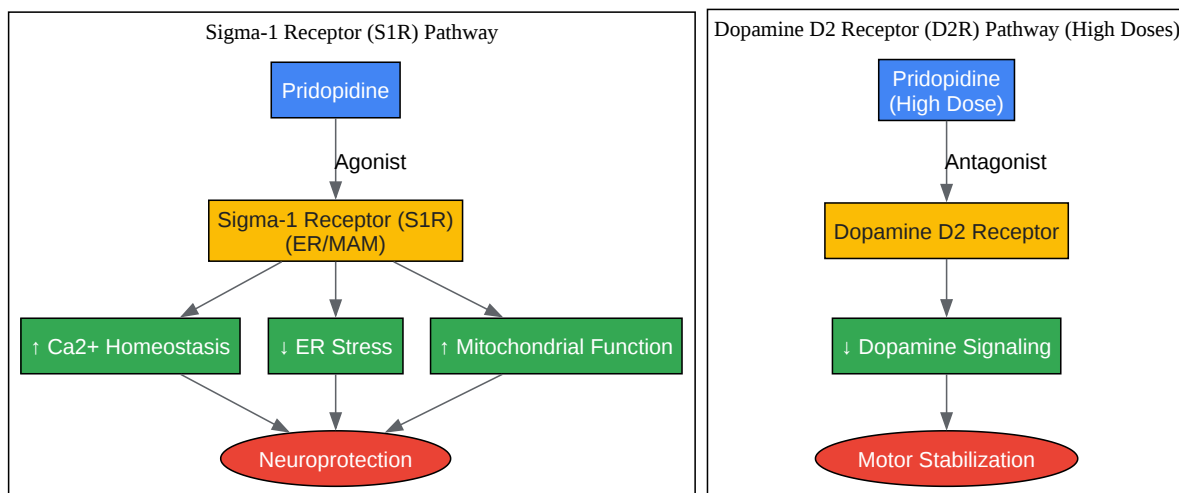 Sigma-1 Receptor (S1R) Pathway
Pridopidine
Agonist
Sigma-1 Receptor (S1R)
(ER/MAM)
↑ Ca2+ Homeostasis
↓ ER Stress
↑ Mitochondrial Function
Neuroprotection
Dopamine D2 Receptor (D2R) Pathway (High Doses)
Pridopidine
(High Dose)
Antagonist
Dopamine D2 Receptor
↓ Dopamine Signaling
Motor Stabilization